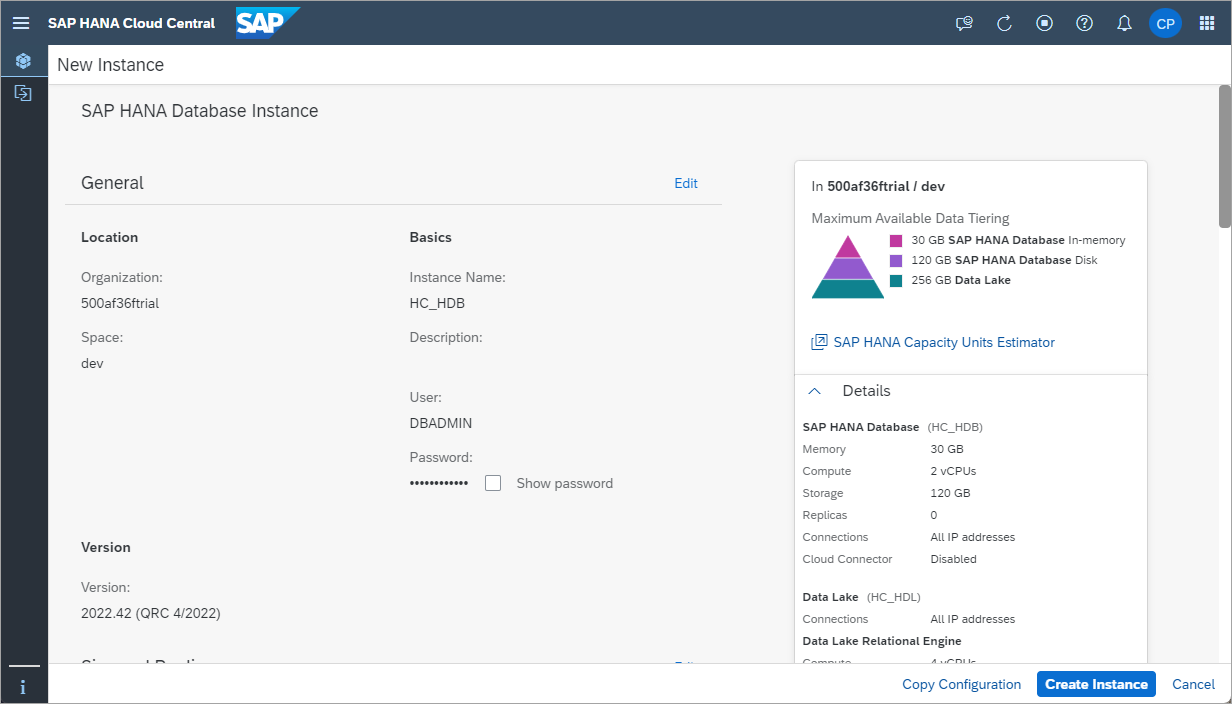 SAP HANA Cloud Central
SAP
CP
New Instance
SAP HANA Database Instance
General
Edit
Location
Organization:
500af36ftrial
Space:
dev
Basics
Instance Name:
HC_HDB
Description:
User:
DBADMIN
Password:
••••••••••••
Show password
Version
Version:
2022.42 (QRC 4/2022)
In 500af36ftrial / dev
Maximum Available Data Tiering
30 GB SAP HANA Database In-memory
120 GB SAP HANA Database Disk
256 GB Data Lake
SAP HANA Capacity Units Estimator
Details
SAP HANA Database (HC_HDB)
Memory 30 GB
Compute 2 vCPUs
Storage 120 GB
Replicas 0
Connections All IP addresses
Cloud Connector Disabled
Data Lake (HC_HDL)
Connections All IP addresses
Data Lake Relational Engine
Compute 4 vCPUs
i
Copy Configuration
Create Instance
Cancel